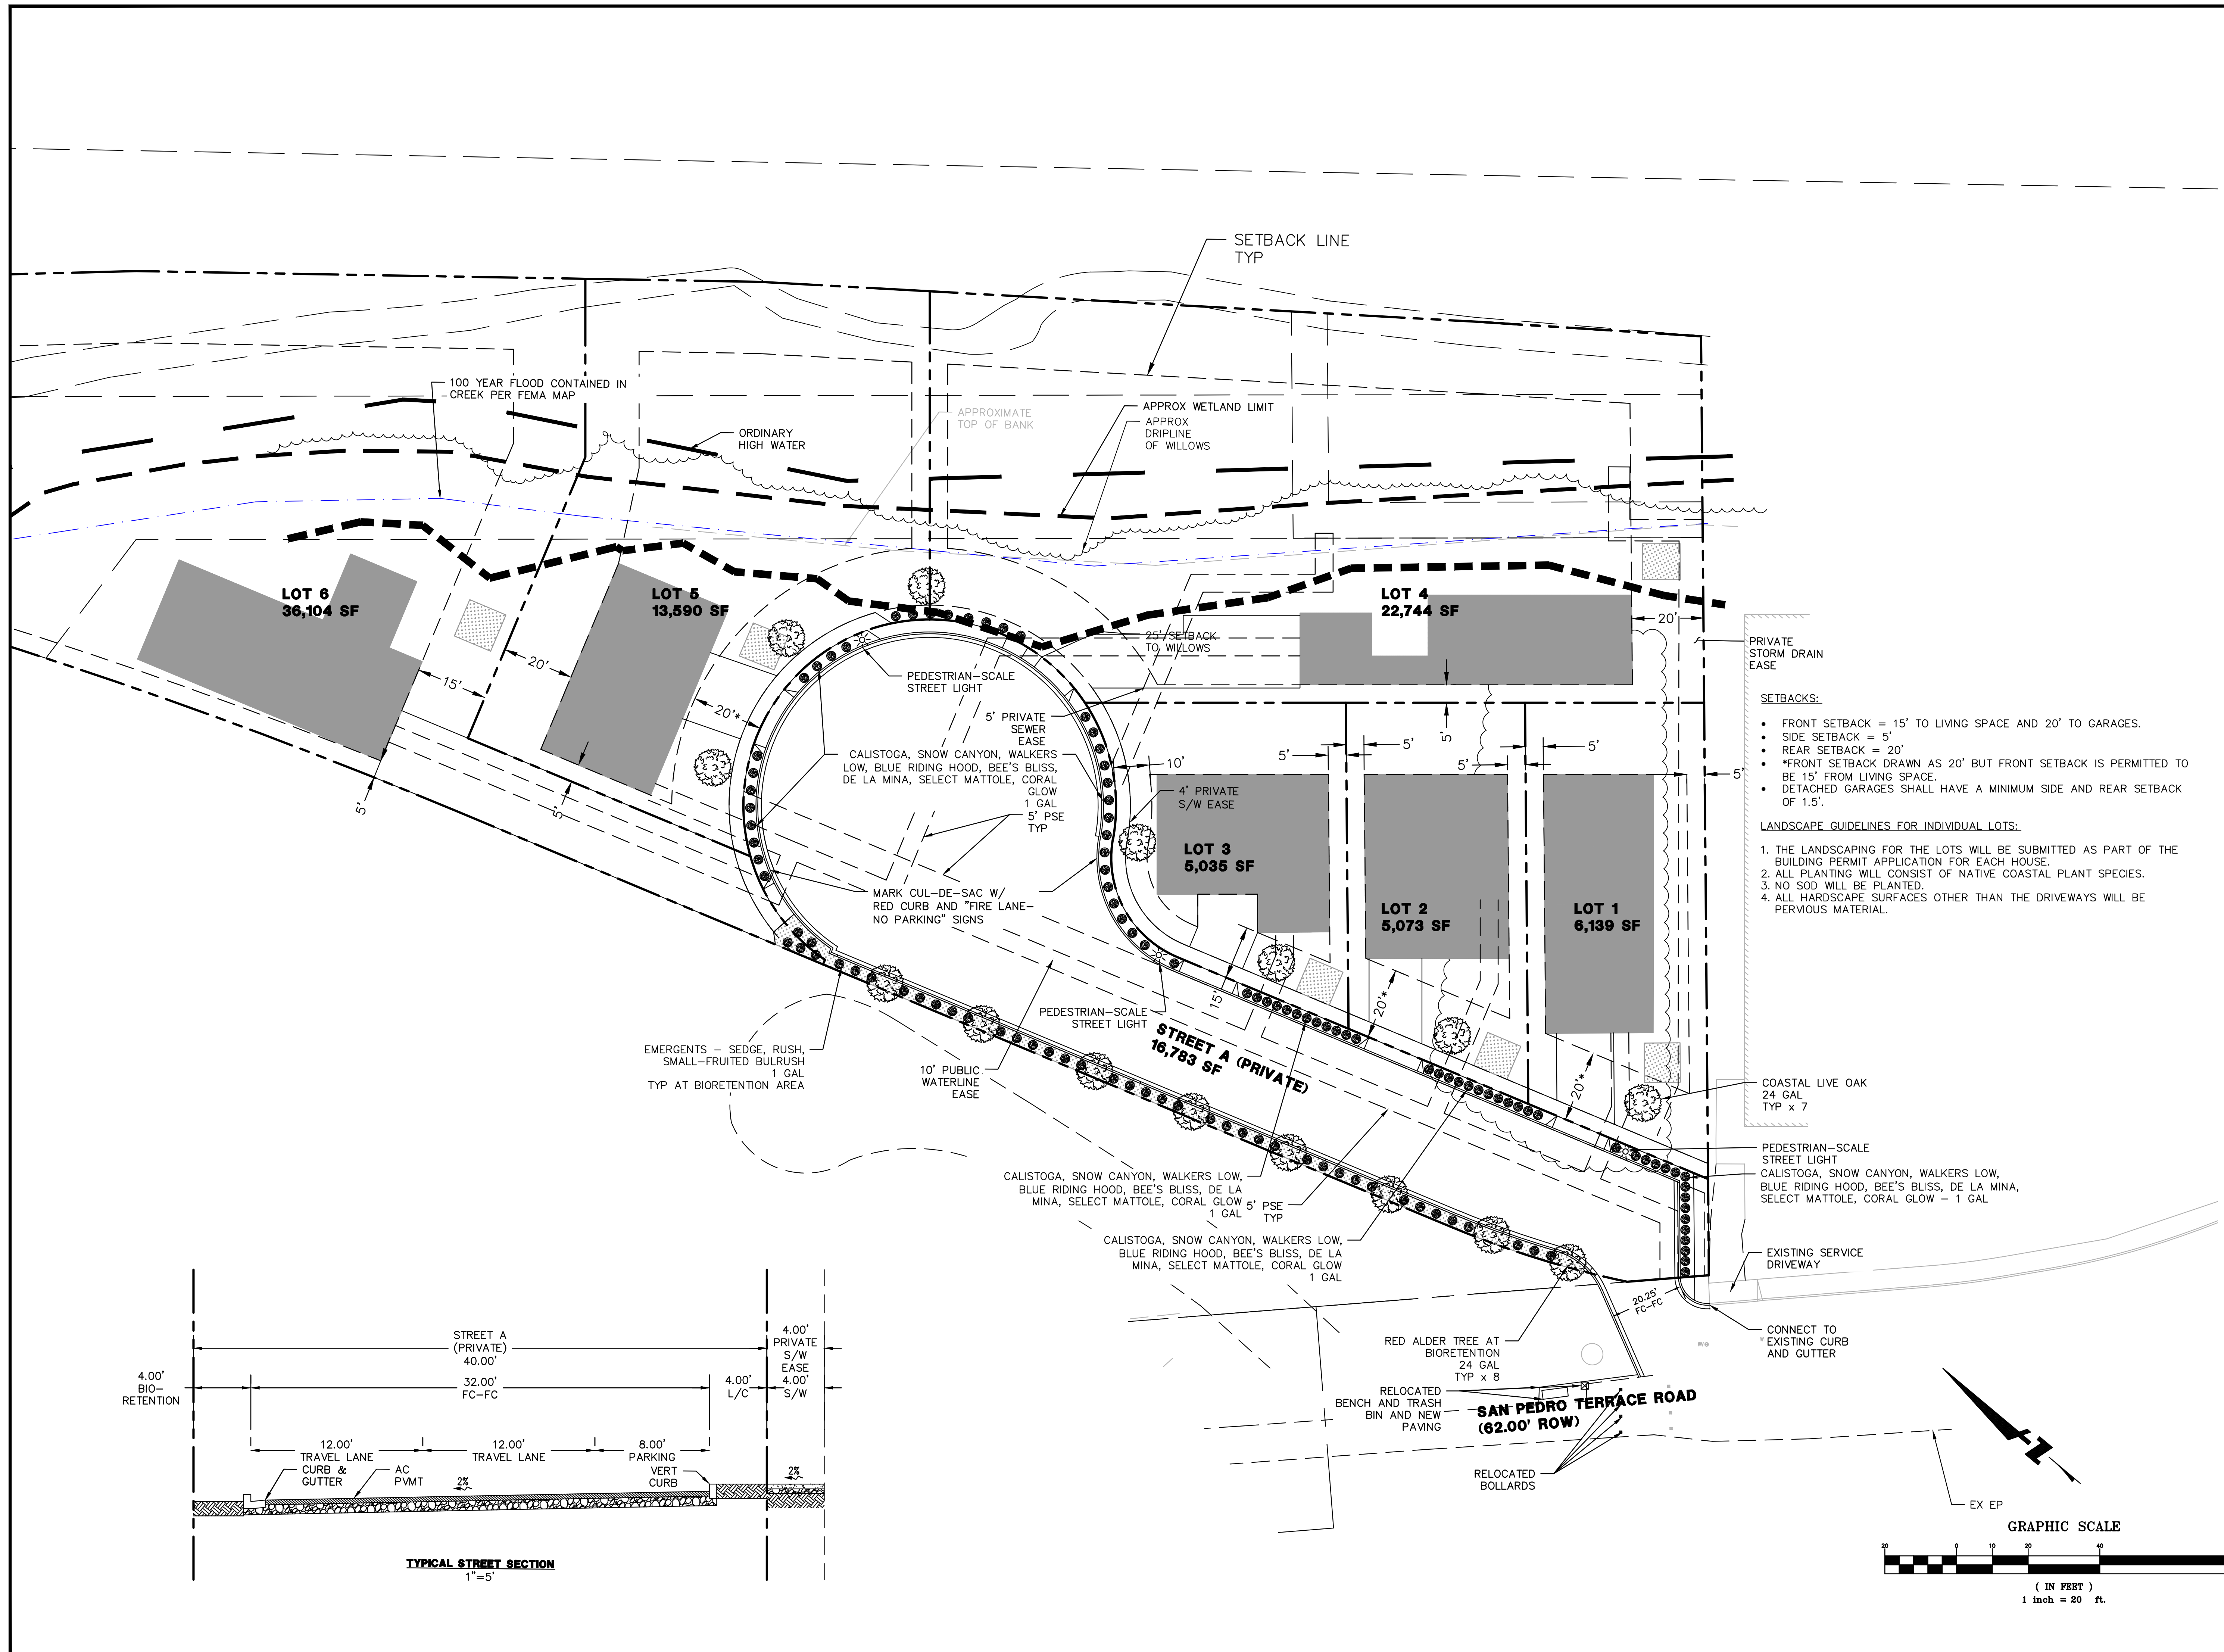 SETBACK LINE
TYP
100 YEAR FLOOD CONTAINED IN
CREEK PER FEMA MAP
APPROXIMATE
TOP OF BANK
APPROX WETLAND LIMIT
APPROX
DRIPLINE
OF WILLOWS
ORDINARY
HIGH WATER
LOT 6
36,104 SF
LOT 5
13,590 SF
LOT 4
22,744 SF
20'
25' SETBACK
TO WILLOWS
PRIVATE
STORM DRAIN
EASE
20'
15'
20'*
PEDESTRIAN-SCALE
STREET LIGHT
5' PRIVATE
SEWER
EASE
CALISTOGA, SNOW CANYON, WALKERS
LOW, BLUE RIDING HOOD, BEE'S BLISS,
DE LA MINA, SELECT MATTOLE, CORAL
GLOW
1 GAL
5' PSE
TYP
5'
5'
10'
4' PRIVATE
S/W EASE
5'
5'
5'
5'
5'
5'
SETBACKS:
• FRONT SETBACK = 15' TO LIVING SPACE AND 20' TO GARAGES.
• SIDE SETBACK = 5'
• REAR SETBACK = 20'
• *FRONT SETBACK DRAWN AS 20' BUT FRONT SETBACK IS PERMITTED TO
BE 15' FROM LIVING SPACE.
• DETACHED GARAGES SHALL HAVE A MINIMUM SIDE AND REAR SETBACK
OF 1.5'.
LANDSCAPE GUIDELINES FOR INDIVIDUAL LOTS:
1. THE LANDSCAPING FOR THE LOTS WILL BE SUBMITTED AS PART OF THE
BUILDING PERMIT APPLICATION FOR EACH HOUSE.
2. ALL PLANTING WILL CONSIST OF NATIVE COASTAL PLANT SPECIES.
3. NO SOD WILL BE PLANTED.
4. ALL HARDSCAPE SURFACES OTHER THAN THE DRIVEWAYS WILL BE
PERVIOUS MATERIAL.
LOT 3
5,035 SF
LOT 2
5,073 SF
LOT 1
6,139 SF
MARK CUL-DE-SAC W/
RED CURB AND "FIRE LANE-
NO PARKING" SIGNS
15'
20'*
20'*
PEDESTRIAN-SCALE
STREET LIGHT
STREET A (PRIVATE)
16,783 SF
EMERGENTS - SEDGE, RUSH,
SMALL-FRUITED BULRUSH
1 GAL
TYP AT BIORETENTION AREA
10' PUBLIC
WATERLINE
EASE
COASTAL LIVE OAK
24 GAL
TYP x 7
PEDESTRIAN-SCALE
STREET LIGHT
CALISTOGA, SNOW CANYON, WALKERS LOW,
BLUE RIDING HOOD, BEE'S BLISS, DE LA MINA,
SELECT MATTOLE, CORAL GLOW - 1 GAL
CALISTOGA, SNOW CANYON, WALKERS LOW,
BLUE RIDING HOOD, BEE'S BLISS, DE LA
MINA, SELECT MATTOLE, CORAL GLOW
1 GAL
5' PSE
TYP
CALISTOGA, SNOW CANYON, WALKERS LOW,
BLUE RIDING HOOD, BEE'S BLISS, DE LA
MINA, SELECT MATTOLE, CORAL GLOW
1 GAL
EXISTING SERVICE
DRIVEWAY
20.25'
FC-FC
CONNECT TO
EXISTING CURB
AND GUTTER
RED ALDER TREE AT
BIORETENTION
24 GAL
TYP x 8
RELOCATED
BENCH AND TRASH
BIN AND NEW
PAVING
SAN PEDRO TERRACE ROAD
(62.00' ROW)
RELOCATED
BOLLARDS
EX EP
STREET A
(PRIVATE)
40.00'
4.00'
PRIVATE
S/W
EASE
4.00'
BIO-
RETENTION
32.00'
FC-FC
4.00'
L/C
4.00'
S/W
12.00'
TRAVEL LANE
12.00'
TRAVEL LANE
8.00'
PARKING
CURB &
GUTTER
AC
PVMT
2%
VERT
CURB
2%
TYPICAL STREET SECTION
1"=5'
N
GRAPHIC SCALE
20 0 10 20 40
( IN FEET )
1 inch = 20 ft.